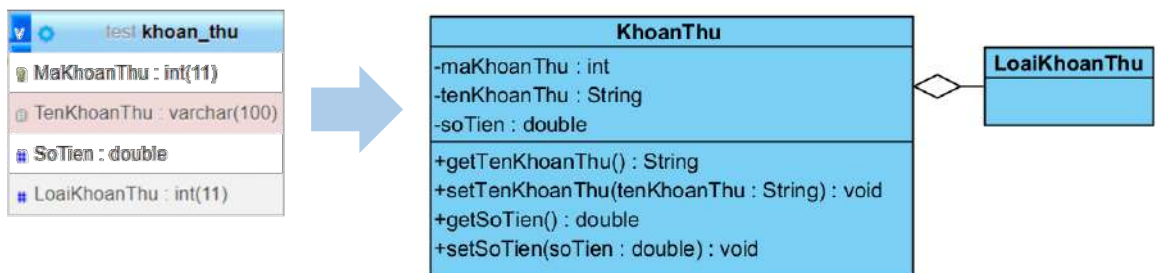 test khoan_thu
MaKhoanThu : int(11)
TenKhoanThu : varchar(100)
SoTien : double
LoaiKhoanThu : int(11)
KhoanThu
-maKhoanThu : int
-tenKhoanThu : String
-soTien : double
+getTenKhoanThu() : String
+setTenKhoanThu(tenKhoanThu : String) : void
+getSoTien() : double
+setSoTien(soTien : double) : void
LoaiKhoanThu